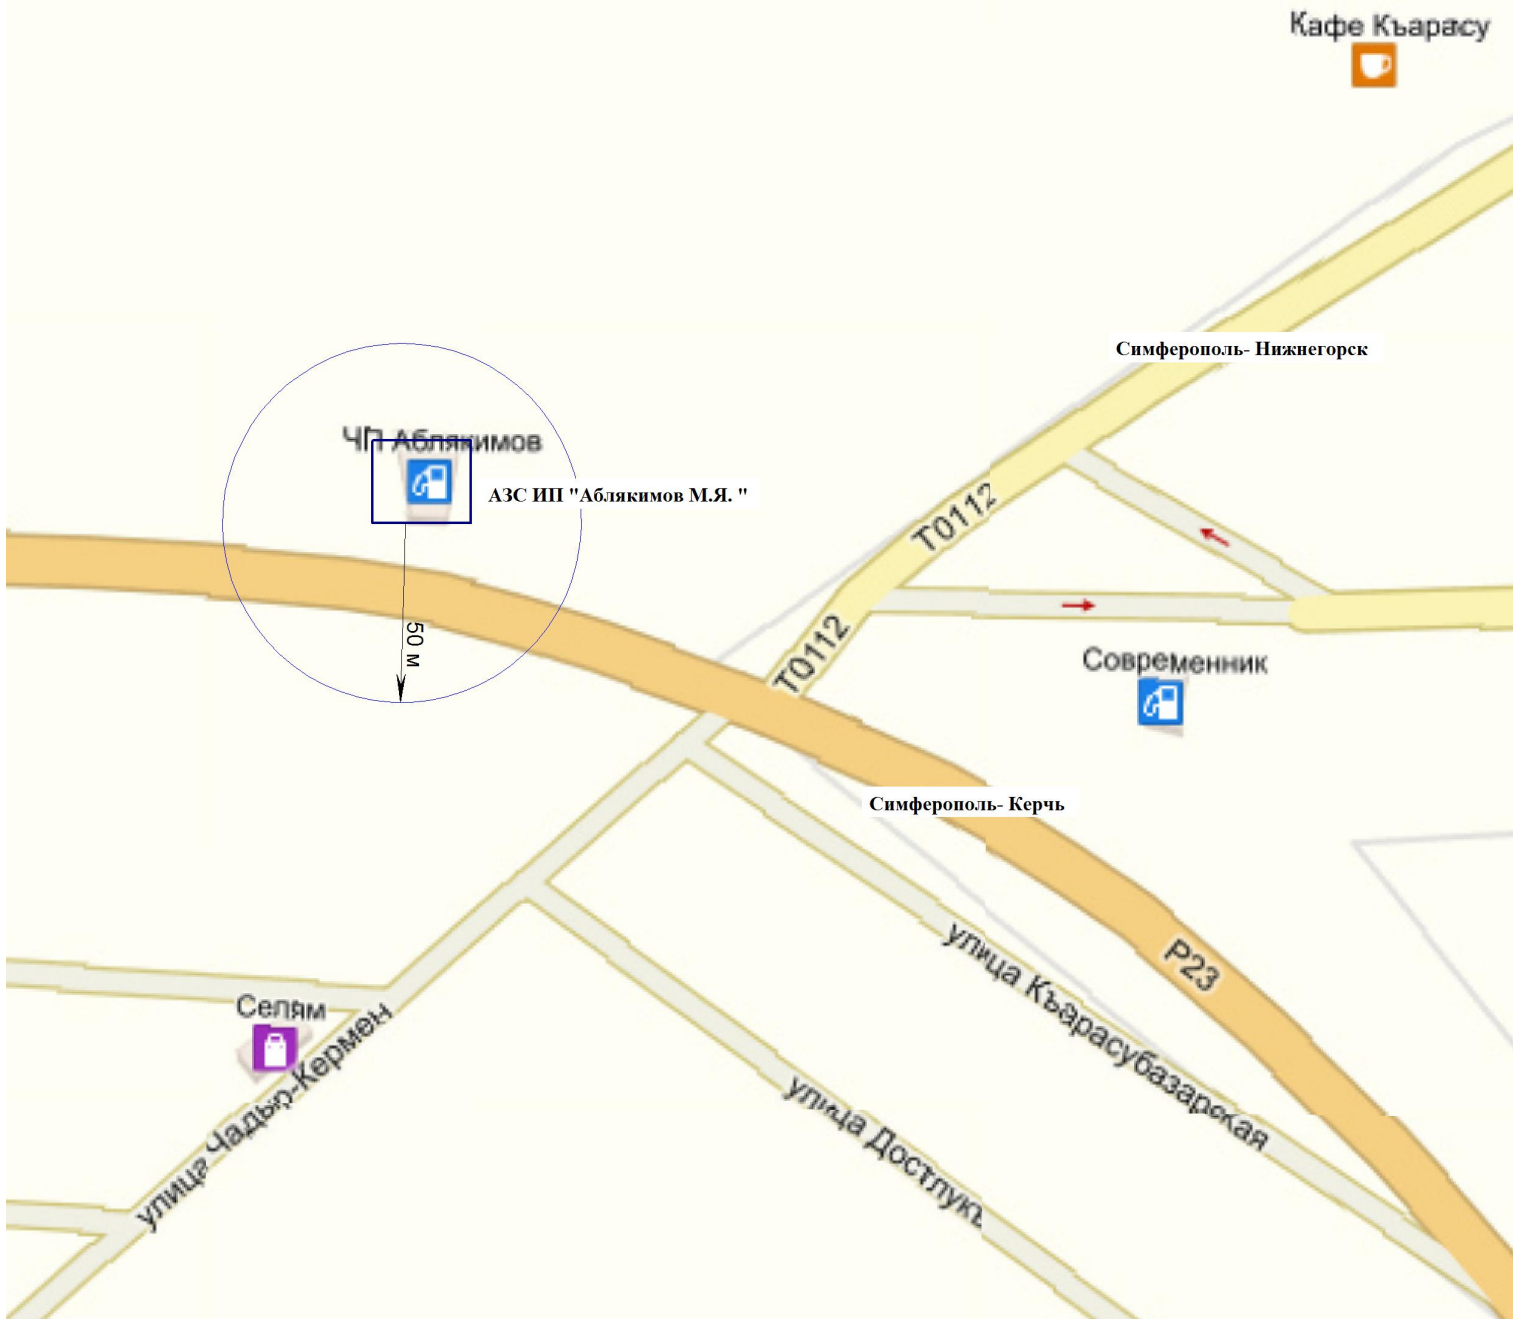 Кафе Къарасу
Симферополь- Нижнегорск
ЧП Аблякимов
АЗС ИП "Аблякимов М.Я. "
Т0112
50 м
Т0112
Современник
Симферополь- Керчь
Р23
улица Къарасубазарская
Селям
улица Чадыр-Кермен
улица Достлукъ